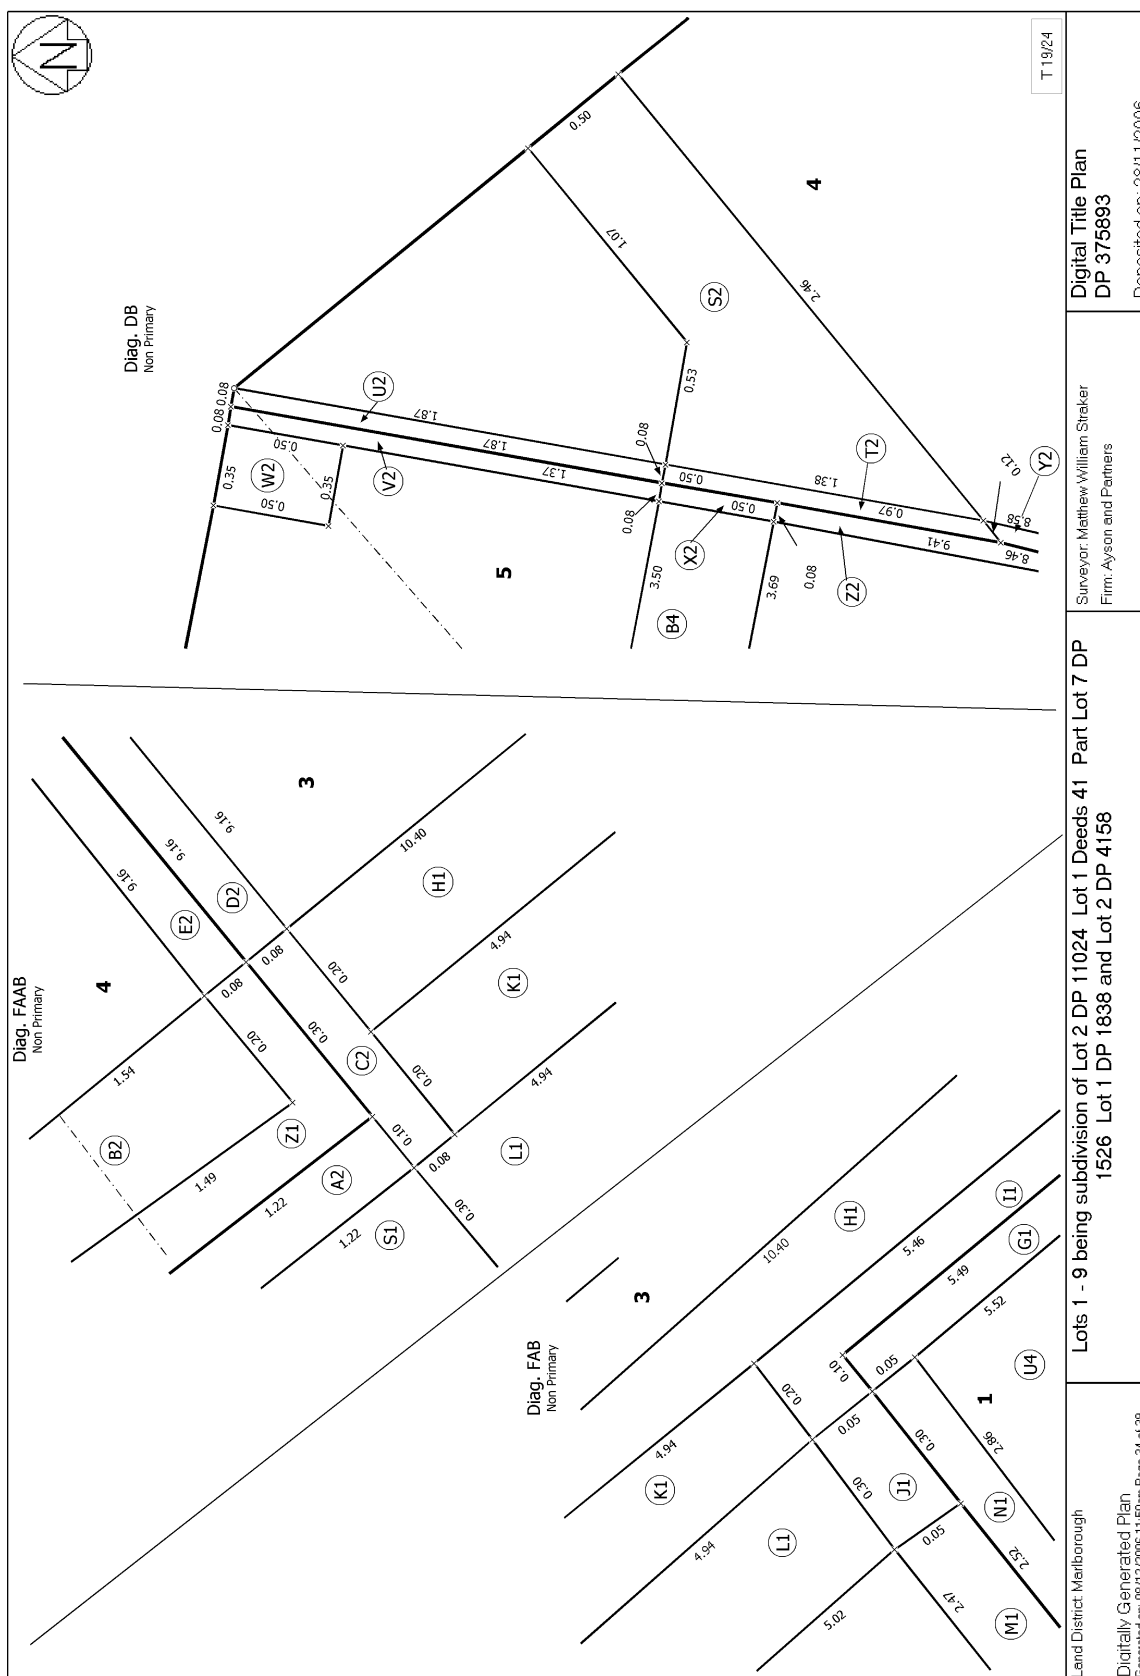 N
T 19/24
Diag. DB
Non Primary
0.50
1.07
4
S2
2.46
0.08
0.08
U2
1.87
1.87
0.53
0.35
0.50
W2
V2
0.35
0.50
1.37
0.08
0.50
T2
1.38
0.12
Y2
0.97
8.58
0.08
0.50
X2
9.41
8.46
5
3.50
3.69
0.08
Z2
B4
Diag. FAAB
Non Primary
3
9.16
9.16
9.16
10.40
H1
D2
E2
4
0.08
0.08
0.20
4.94
K1
0.20
0.30
C2
1.54
0.20
4.94
B2
Z1
0.10
0.08
L1
1.49
A2
1.22
S1
1.22
0.30
Diag. FAB
Non Primary
3
H1
10.40
I1
5.46
G1
5.49
5.52
0.10
0.05
U4
0.20
1
4.94
K1
0.05
0.30
2.86
0.30
J1
N1
4.94
L1
0.05
2.52
5.02
2.47
M1
Land District: Marlborough
Digitally Generated Plan
Lots 1 - 9 being subdivision of Lot 2 DP 11024 Lot 1 Deeds 41 Part Lot 7 DP
1526 Lot 1 DP 1838 and Lot 2 DP 4158
Surveyor: Matthew William Straker
Firm: Ayson and Partners
Digital Title Plan
DP 375893
Deposited on: 28/11/2006